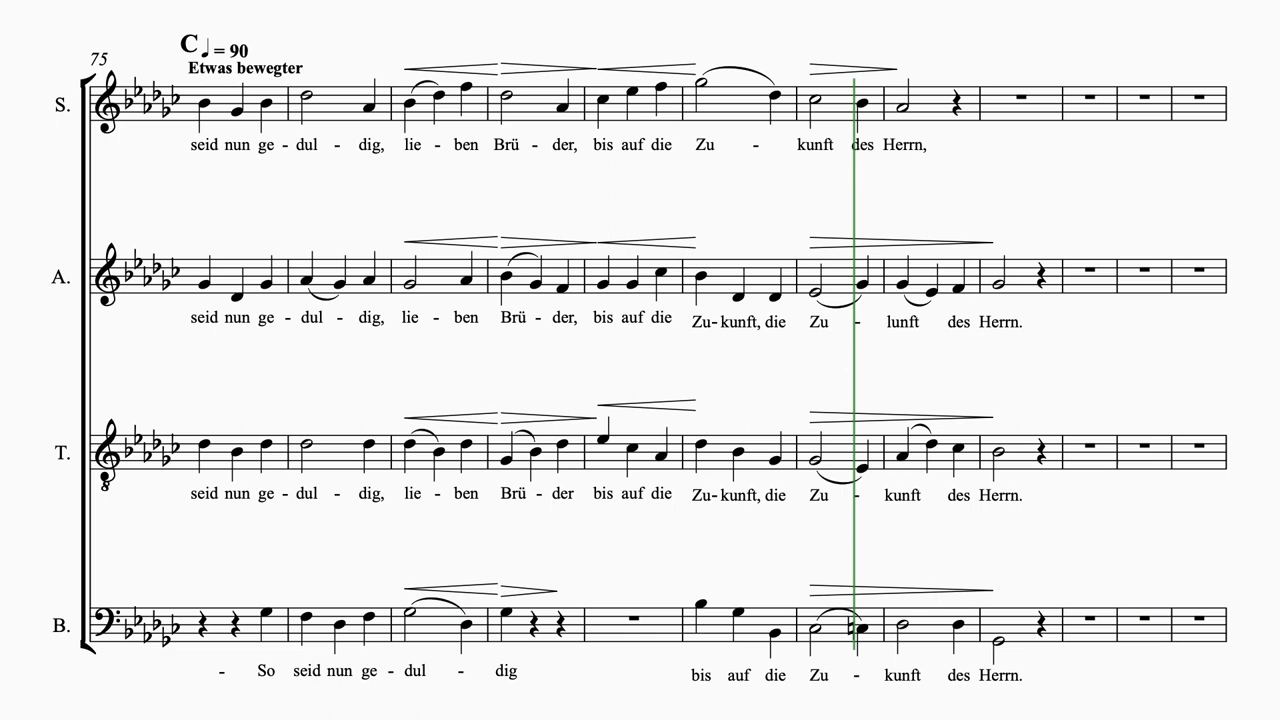 C ♩ = 90
75
Etwas bewegter
S.
seid nun ge - dul - dig, lie - ben Brü - der, bis auf die Zu - kunft des Herrn,
A.
seid nun ge - dul - dig, lie - ben Brü - der, bis auf die Zu- kunft, die Zu - lunft des Herrn.
T.
seid nun ge - dul - dig, lie - ben Brü - der bis auf die Zu- kunft, die Zu - kunft des Herrn.
B.
- So seid nun ge - dul - dig bis auf die Zu - kunft des Herrn.